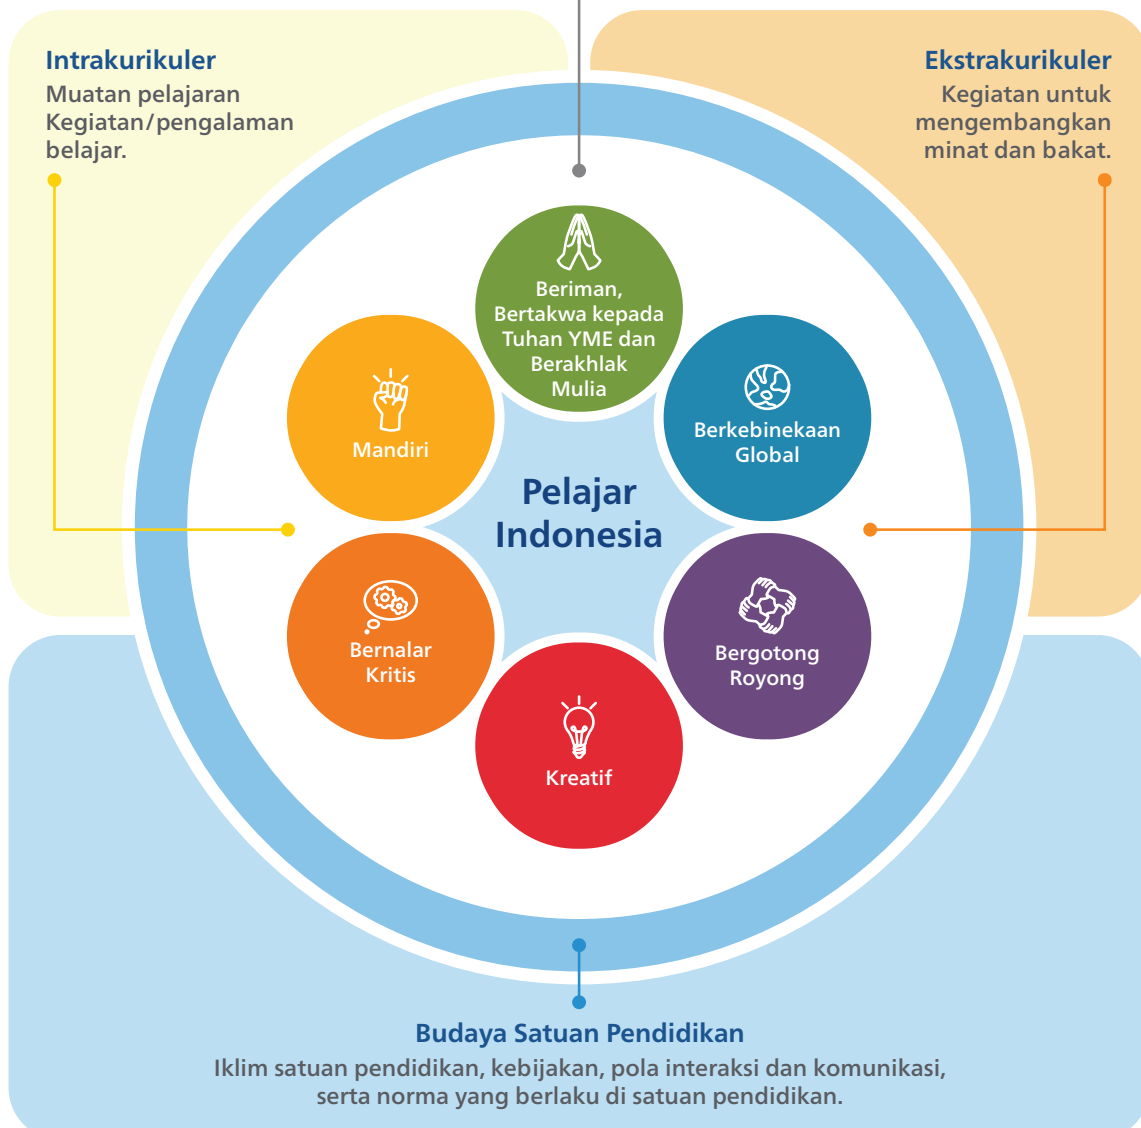 Intrakurikuler
Muatan pelajaran
Kegiatan/pengalaman
belajar.
Ekstrakurikuler
Kegiatan untuk
mengembangkan
minat dan bakat.
Beriman,
Bertakwa kepada
Tuhan YME dan
Berakhlak
Mulia
Mandiri
Berkebinekaan
Global
Pelajar
Indonesia
Bernalar
Kritis
Bergotong
Royong
Kreatif
Budaya Satuan Pendidikan
Iklim satuan pendidikan, kebijakan, pola interaksi dan komunikasi,
serta norma yang berlaku di satuan pendidikan.